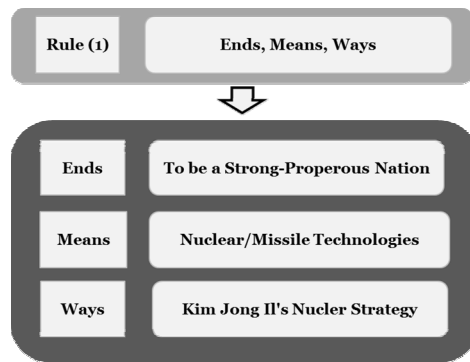 Rule (1) Ends, Means, Ways
Ends To be a Strong-Properous Nation
Means Nuclear/Missile Technologies
Ways Kim Jong Il's Nucler Strategy